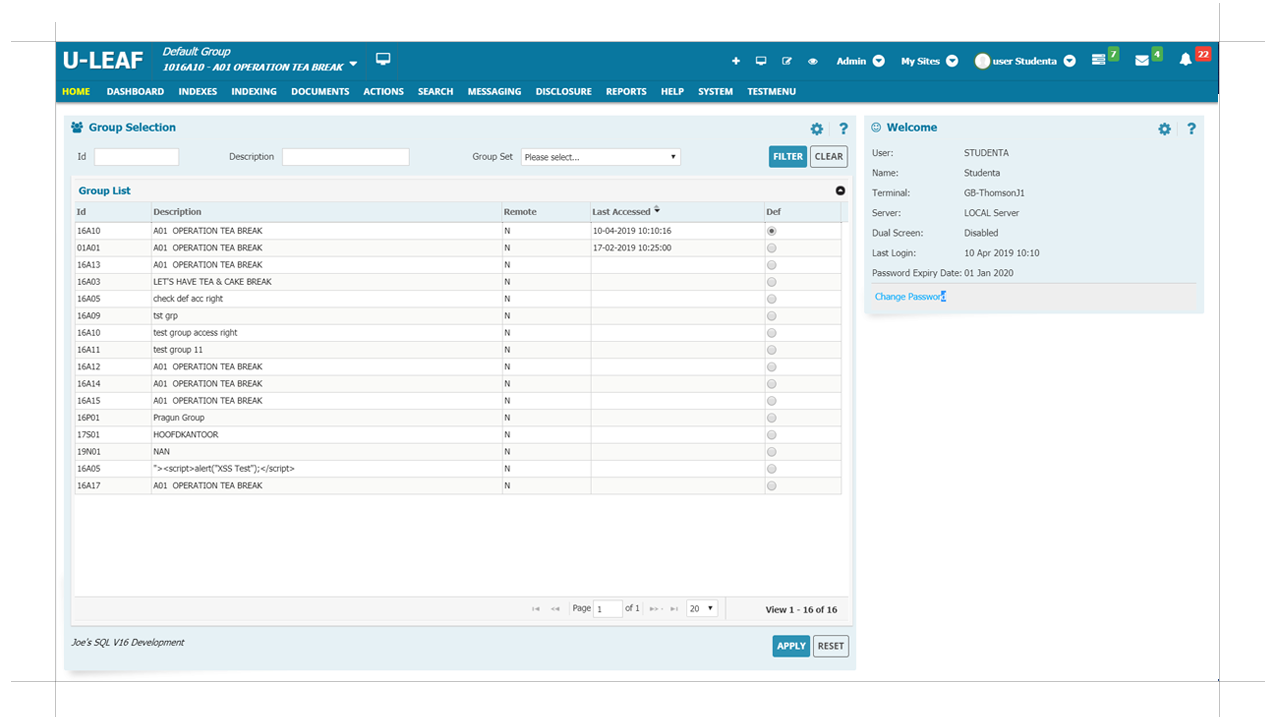 U-LEAF
Default Group
1016A10 - A01 OPERATION TEA BREAK
Admin My Sites user Studenta 7 4 22
HOME DASHBOARD INDEXES INDEXING DOCUMENTS ACTIONS SEARCH MESSAGING DISCLOSURE REPORTS HELP SYSTEM TESTMENU
Group Selection ?
Id Description Group Set Please select... FILTER CLEAR
Group List
Id Description Remote Last Accessed Def
16A10 A01 OPERATION TEA BREAK N 10-04-2019 10:10:16
01A01 A01 OPERATION TEA BREAK N 17-02-2019 10:25:00
16A13 A01 OPERATION TEA BREAK N
16A03 LET'S HAVE TEA & CAKE BREAK N
16A05 check def acc right N
16A09 tst grp N
16A10 test group access right N
16A11 test group 11 N
16A12 A01 OPERATION TEA BREAK N
16A14 A01 OPERATION TEA BREAK N
16A15 A01 OPERATION TEA BREAK N
16P01 Pragun Group N
17S01 HOOFDKANTOOR N
19N01 NAN N
16A05 "><script>alert("XSS Test");</script> N
16A17 A01 OPERATION TEA BREAK N
Page 1 of 1 20 View 1 - 16 of 16
Joe's SQL V16 Development APPLY RESET
Welcome ?
User: STUDENTA
Name: Studenta
Terminal: GB-ThomsonJ1
Server: LOCAL Server
Dual Screen: Disabled
Last Login: 10 Apr 2019 10:10
Password Expiry Date: 01 Jan 2020
Change Password